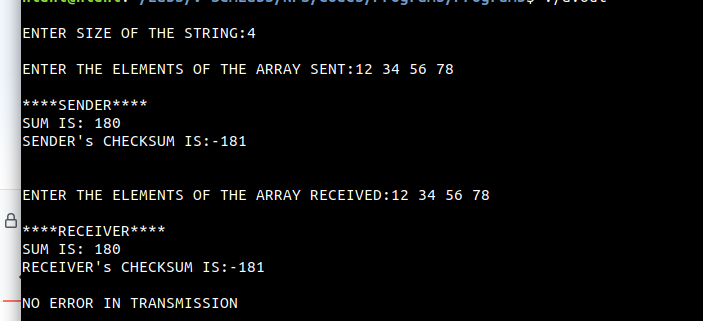 ENTER SIZE OF THE STRING:4
ENTER THE ELEMENTS OF THE ARRAY SENT:12 34 56 78
****SENDER****
SUM IS: 180
SENDER's CHECKSUM IS:-181
ENTER THE ELEMENTS OF THE ARRAY RECEIVED:12 34 56 78
****RECEIVER****
SUM IS: 180
RECEIVER's CHECKSUM IS:-181
NO ERROR IN TRANSMISSION